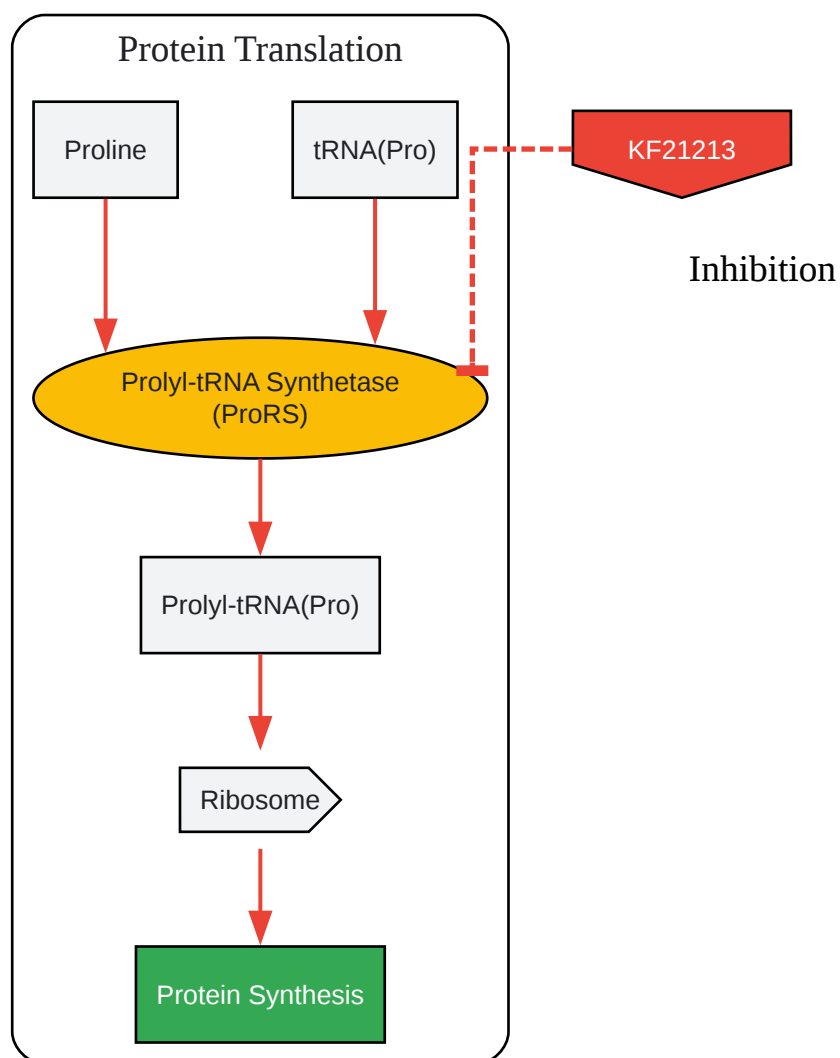 Protein Translation
Proline
tRNA(Pro)
KF21213
Inhibition
Prolyl-tRNA Synthetase
(ProRS)
Prolyl-tRNA(Pro)
Ribosome
Protein Synthesis